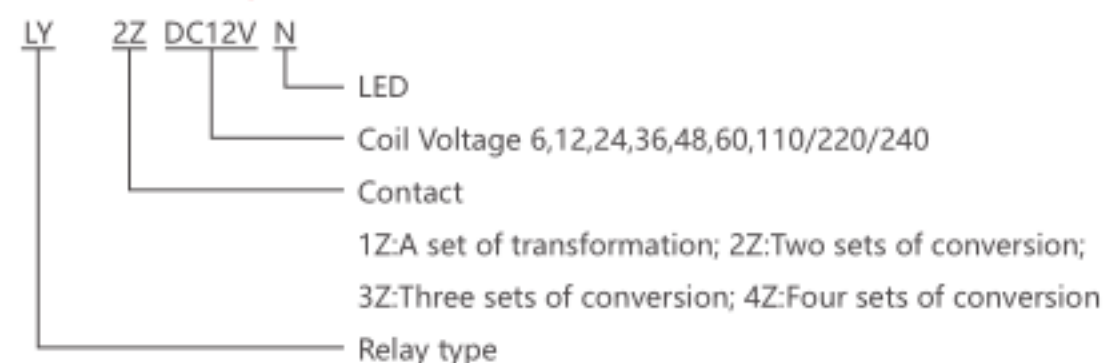 LY 2Z DC12V N
LED
Coil Voltage 6,12,24,36,48,60,110/220/240
Contact
1Z:A set of transformation; 2Z:Two sets of conversion;
3Z:Three sets of conversion; 4Z:Four sets of conversion
Relay type